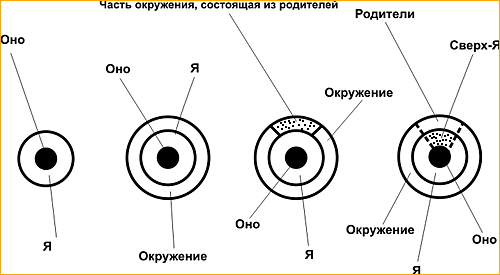 Часть окружения, состоящая из родителей
Родители
Оно
Сверх-Я
Оно
Я
Окружение
Оно
Окружение
Оно
Я
Окружение
Я
Я